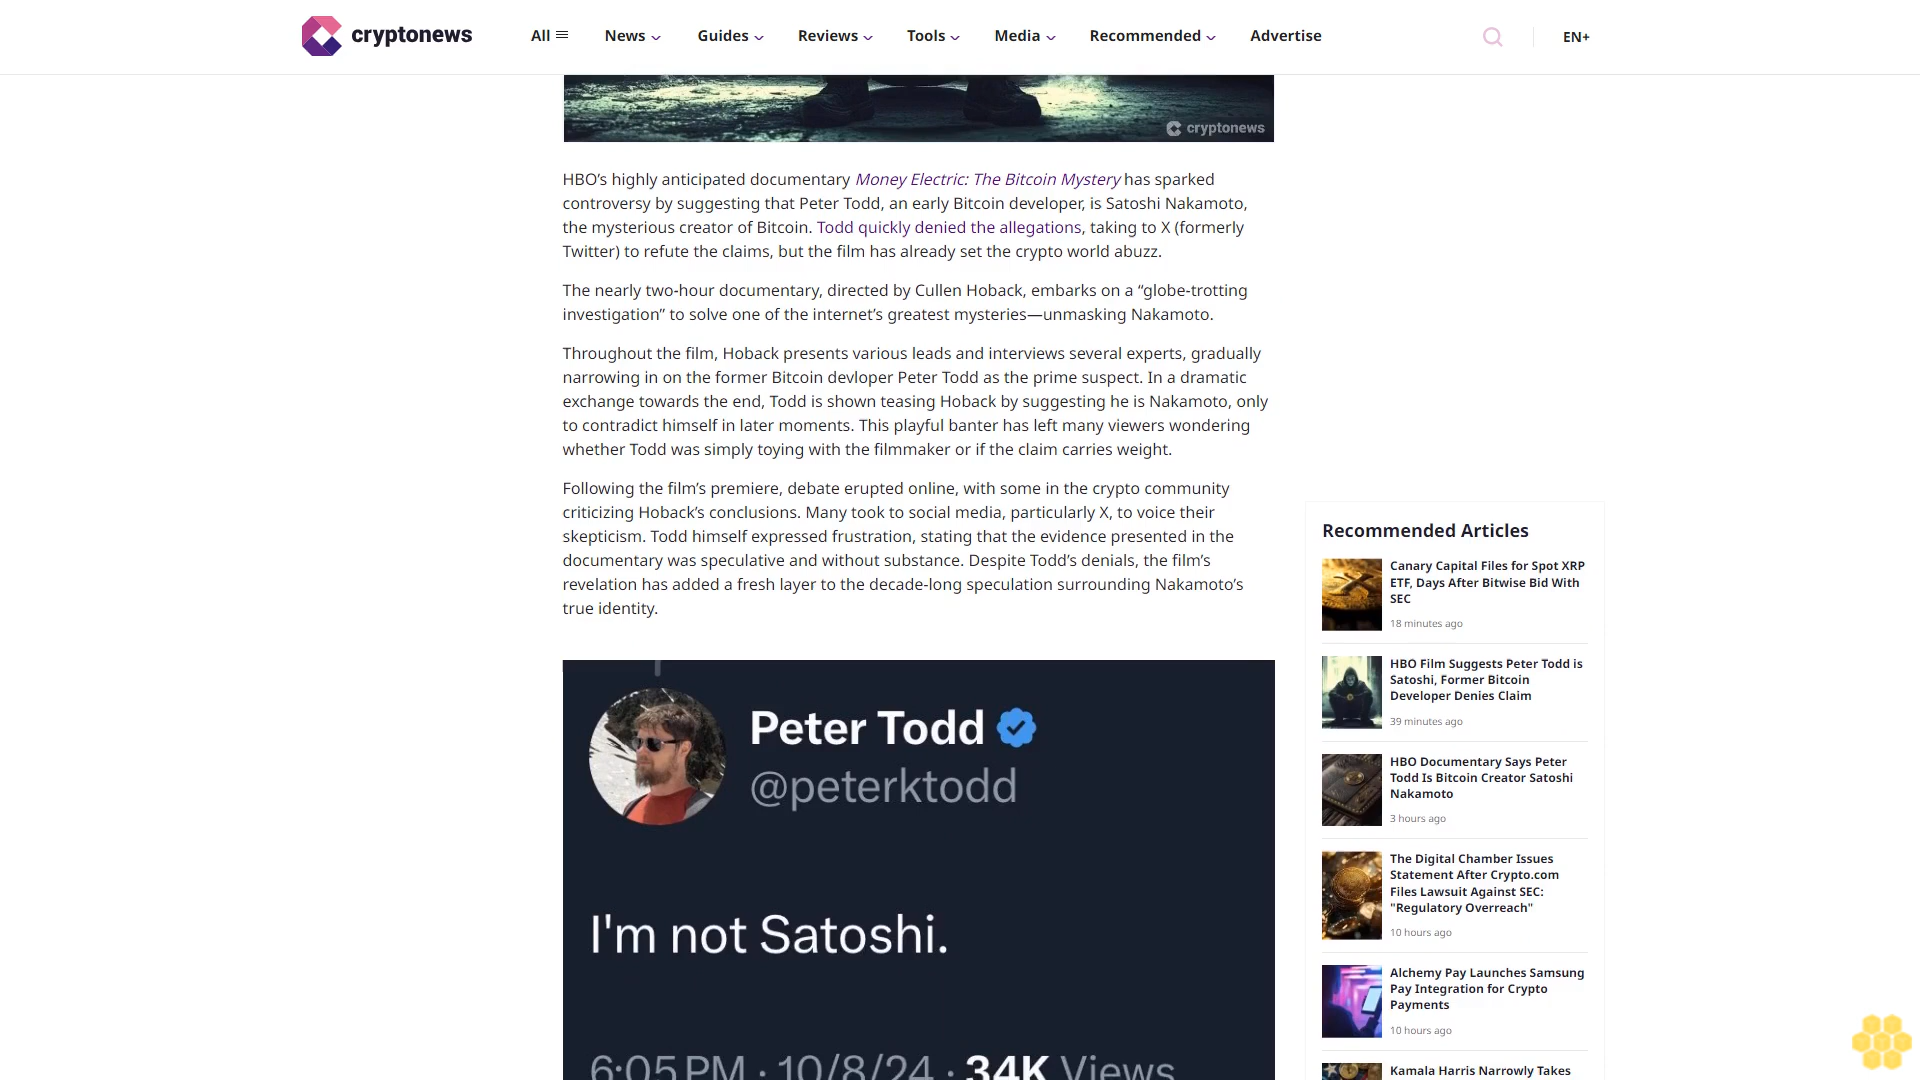 cryptonews
All
News
Guides
Reviews
Tools
Media
Recommended
Advertise
EN+
cryptonews
HBO’s highly anticipated documentary Money Electric: The Bitcoin Mystery has sparked
controversy by suggesting that Peter Todd, an early Bitcoin developer, is Satoshi Nakamoto,
the mysterious creator of Bitcoin. Todd quickly denied the allegations, taking to X (formerly
Twitter) to refute the claims, but the film has already set the crypto world abuzz.
The nearly two-hour documentary, directed by Cullen Hoback, embarks on a “globe-trotting
investigation” to solve one of the internet’s greatest mysteries—unmasking Nakamoto.
Throughout the film, Hoback presents various leads and interviews several experts, gradually
narrowing in on the former Bitcoin devloper Peter Todd as the prime suspect. In a dramatic
exchange towards the end, Todd is shown teasing Hoback by suggesting he is Nakamoto, only
to contradict himself in later moments. This playful banter has left many viewers wondering
whether Todd was simply toying with the filmmaker or if the claim carries weight.
Following the film’s premiere, debate erupted online, with some in the crypto community
criticizing Hoback’s conclusions. Many took to social media, particularly X, to voice their
skepticism. Todd himself expressed frustration, stating that the evidence presented in the
documentary was speculative and without substance. Despite Todd’s denials, the film’s
revelation has added a fresh layer to the decade-long speculation surrounding Nakamoto’s
true identity.
Peter Todd
@peterktodd
I'm not Satoshi.
6:05 PM · 10/8/24 · 34K Views
Recommended Articles
Canary Capital Files for Spot XRP
ETF, Days After Bitwise Bid With
SEC
18 minutes ago
HBO Film Suggests Peter Todd is
Satoshi, Former Bitcoin
Developer Denies Claim
39 minutes ago
HBO Documentary Says Peter
Todd Is Bitcoin Creator Satoshi
Nakamoto
3 hours ago
The Digital Chamber Issues
Statement After Crypto.com
Files Lawsuit Against SEC:
"Regulatory Overreach"
10 hours ago
Alchemy Pay Launches Samsung
Pay Integration for Crypto
Payments
10 hours ago
Kamala Harris Narrowly Takes